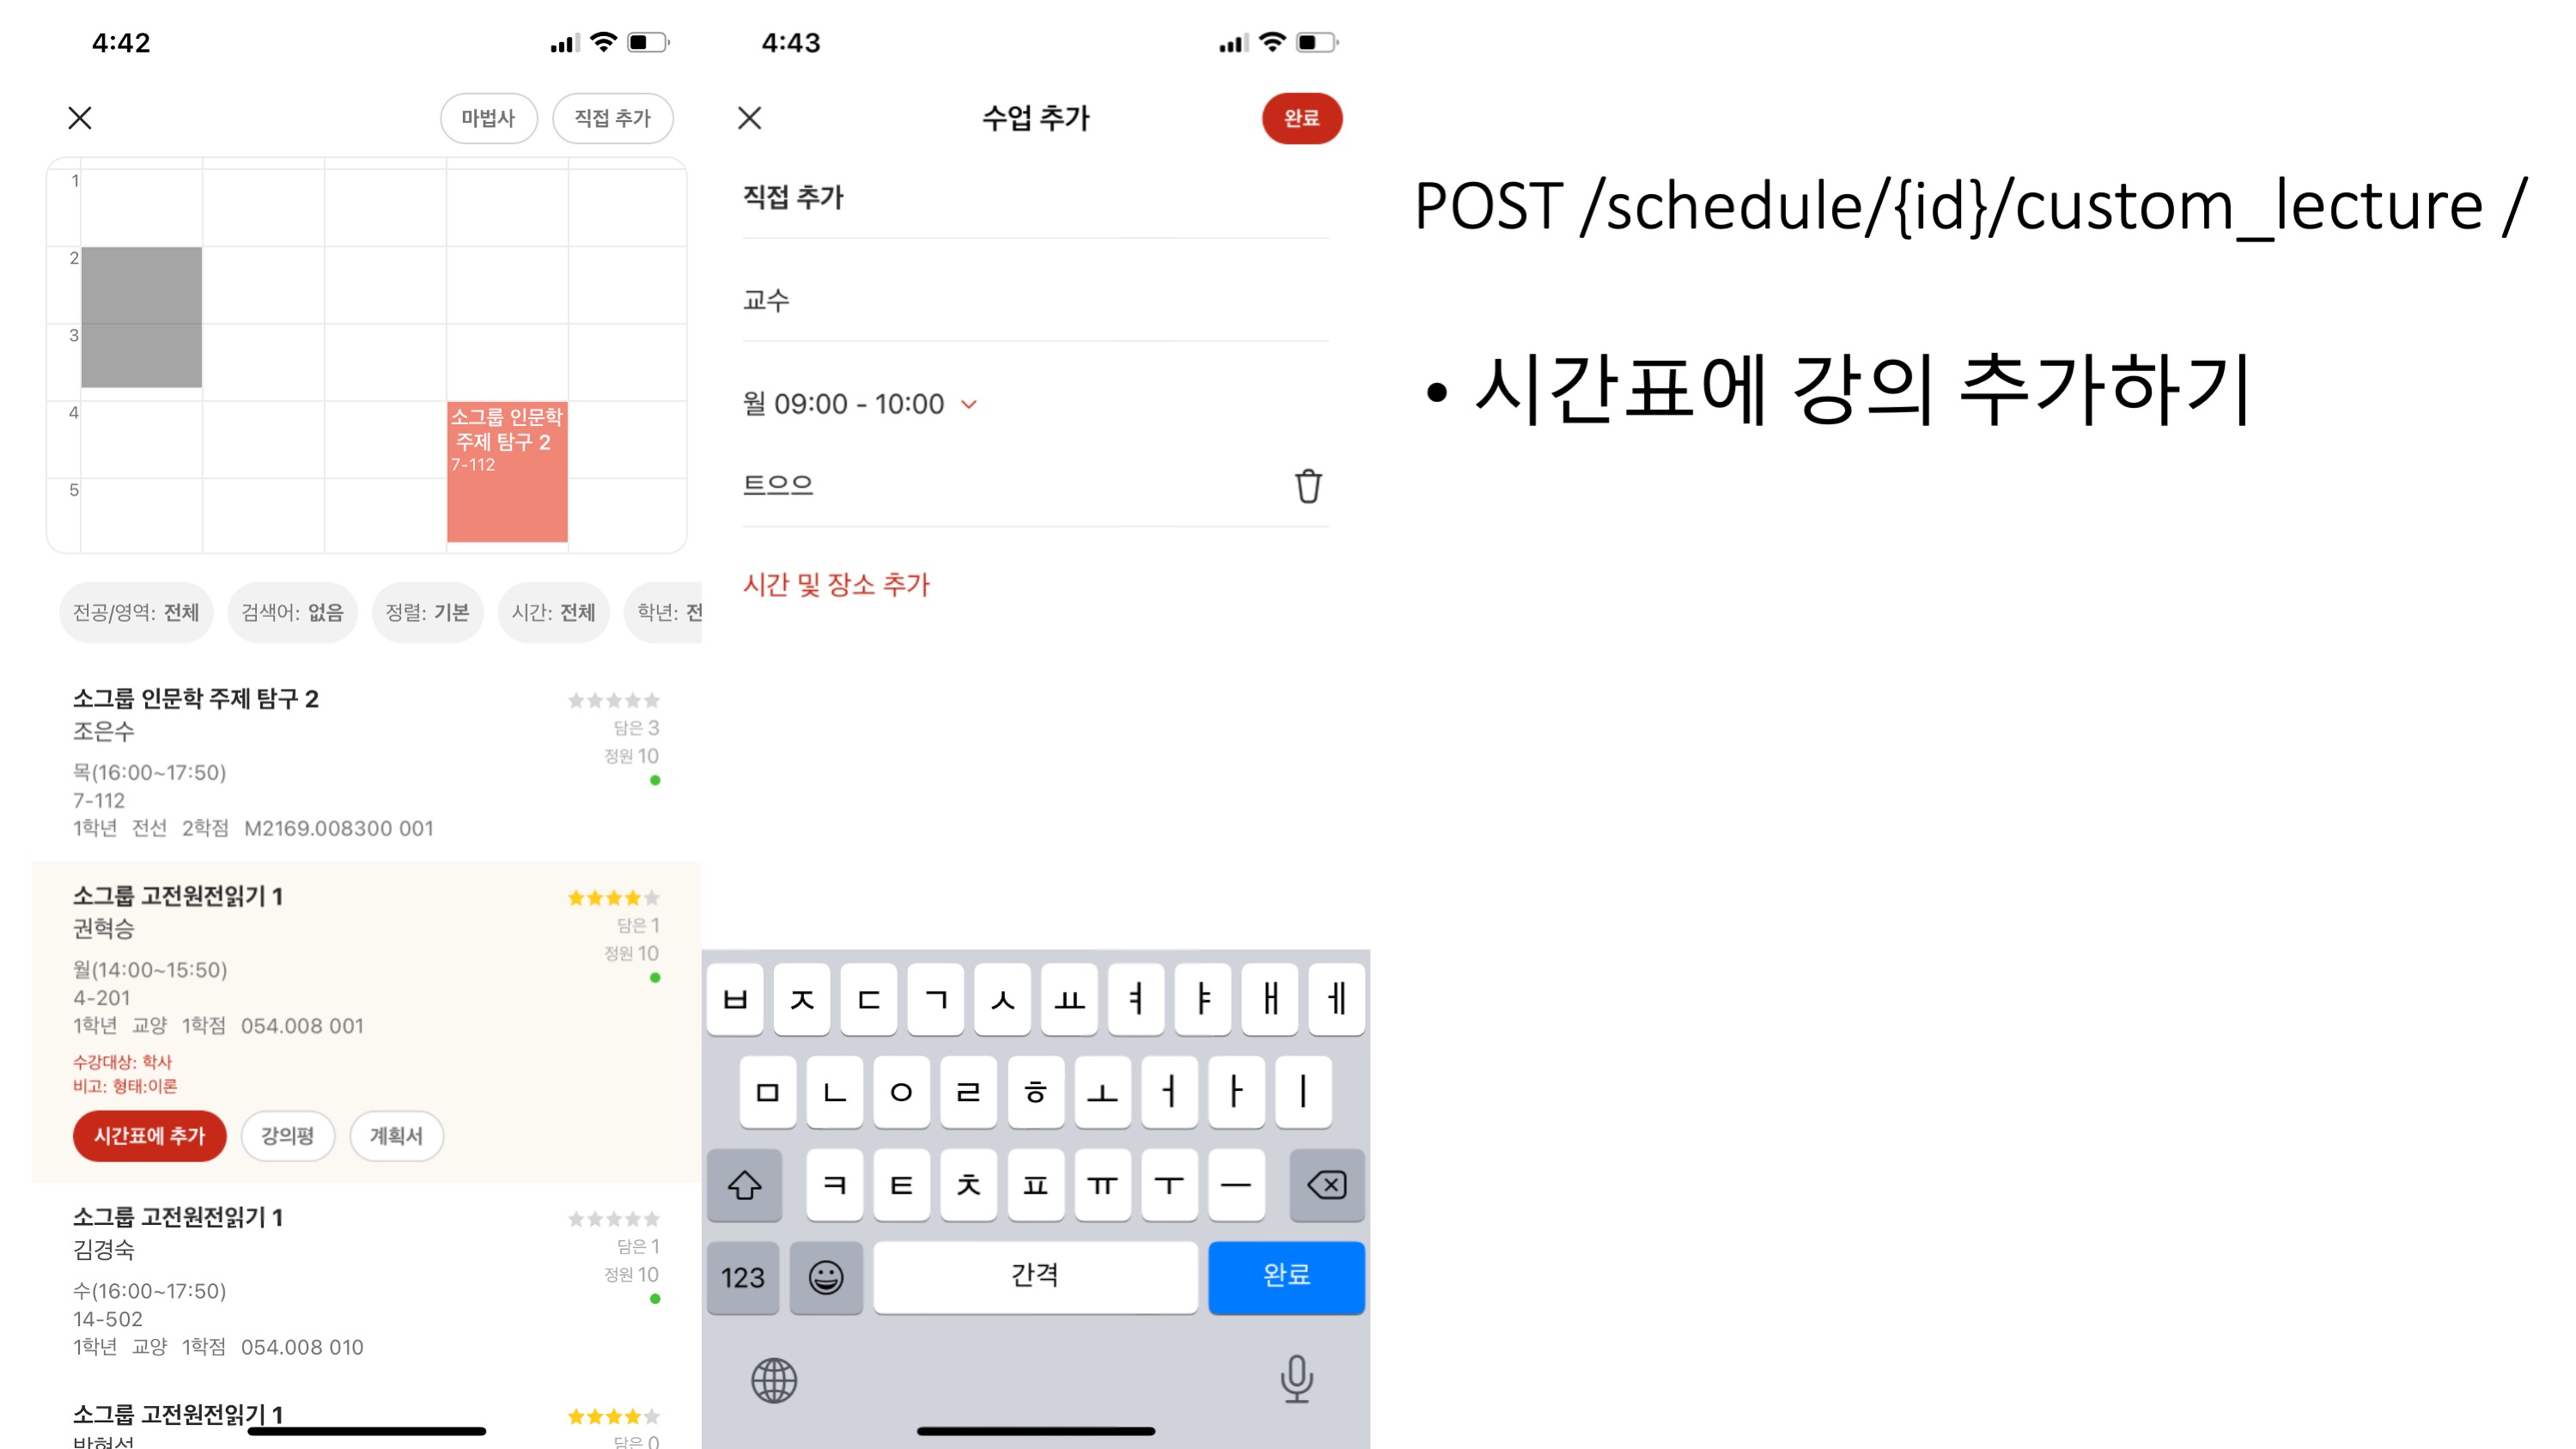 4:42
마법사
직접 추가
1
2
3
4
5
소그룹 인문학
주제 탐구 2
7-112
전공/영역: 전체
검색어: 없음
정렬: 기본
시간: 전체
학년:
소그룹 인문학 주제 탐구 2
조은수
담은 3
정원 10
목(16:00~17:50)
7-112
1학년 전선 2학점 M2169.008300 001
소그룹 고전원전읽기 1
권혁승
담은 1
정원 10
월(14:00~15:50)
4-201
1학년 교양 1학점 054.008 001
수강대상: 학사
비고: 형태:이론
시간표에 추가
강의평
계획서
소그룹 고전원전읽기 1
김경숙
담은 1
정원 10
수(16:00~17:50)
14-502
1학년 교양 1학점 054.008 010
소그룹 고전원전읽기 1
담은 0
4:43
수업 추가
완료
직접 추가
교수
월 09:00 - 10:00
트으으
시간 및 장소 추가
ㅂ ㅈ ㄷ ㄱ ㅅ ㅛ ㅕ ㅑ ㅐ ㅔ
ㅁ ㄴ ㅇ ㄹ ㅎ ㅗ ㅓ ㅏ ㅣ
ㅋ ㅌ ㅊ ㅍ ㅠ ㅜ ㅡ
123
간격
완료
POST /schedule/{id}/custom_lecture /
• 시간표에 강의 추가하기